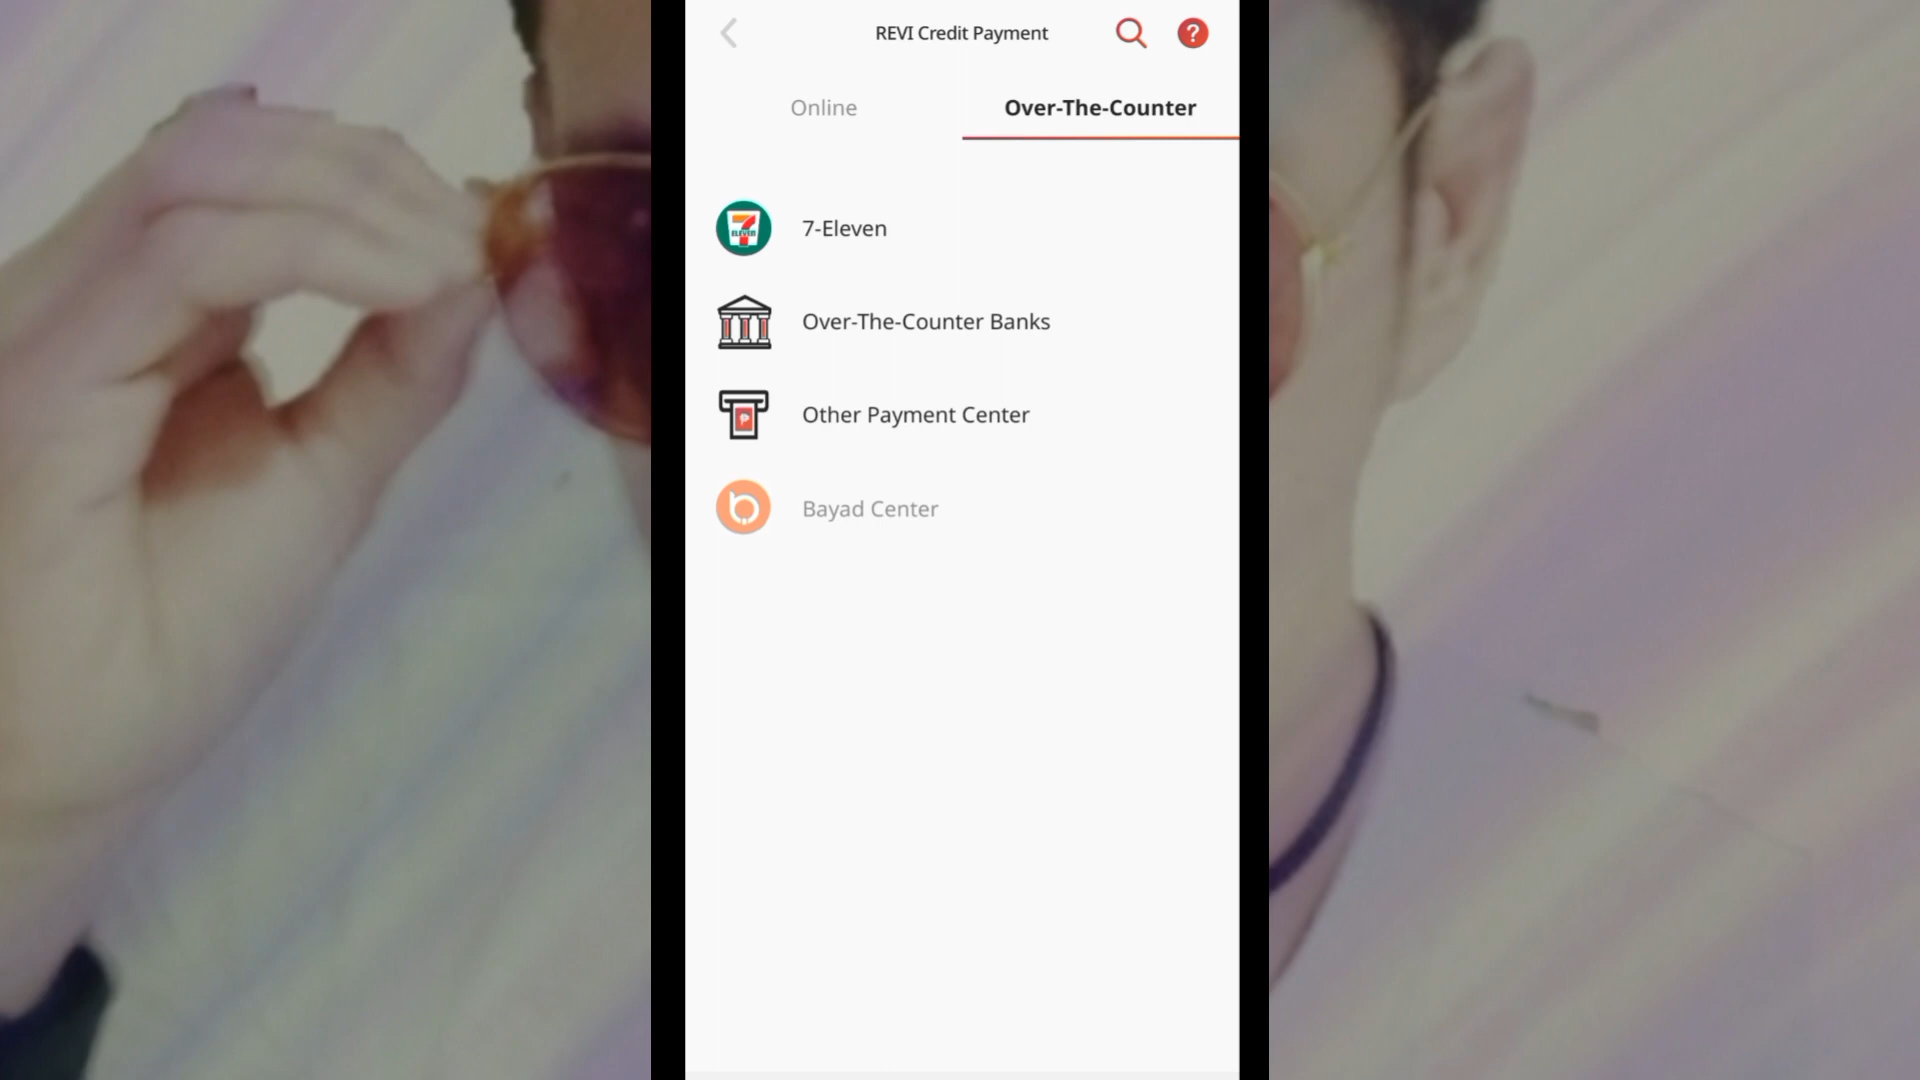 REVI Credit Payment
Online
Over-The-Counter
7-Eleven
Over-The-Counter Banks
Other Payment Center
Bayad Center